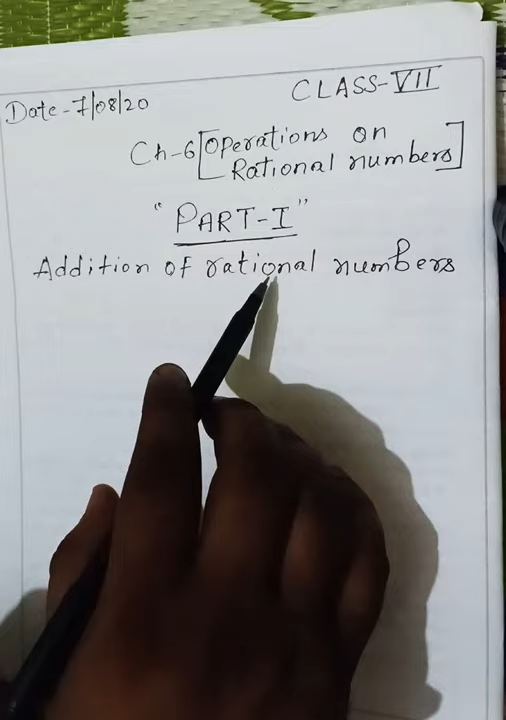 Date-7/08/20
CLASS-VII
Ch-6[Operations on
Rational numbers]
"PART-I"
Addition of rational numbers